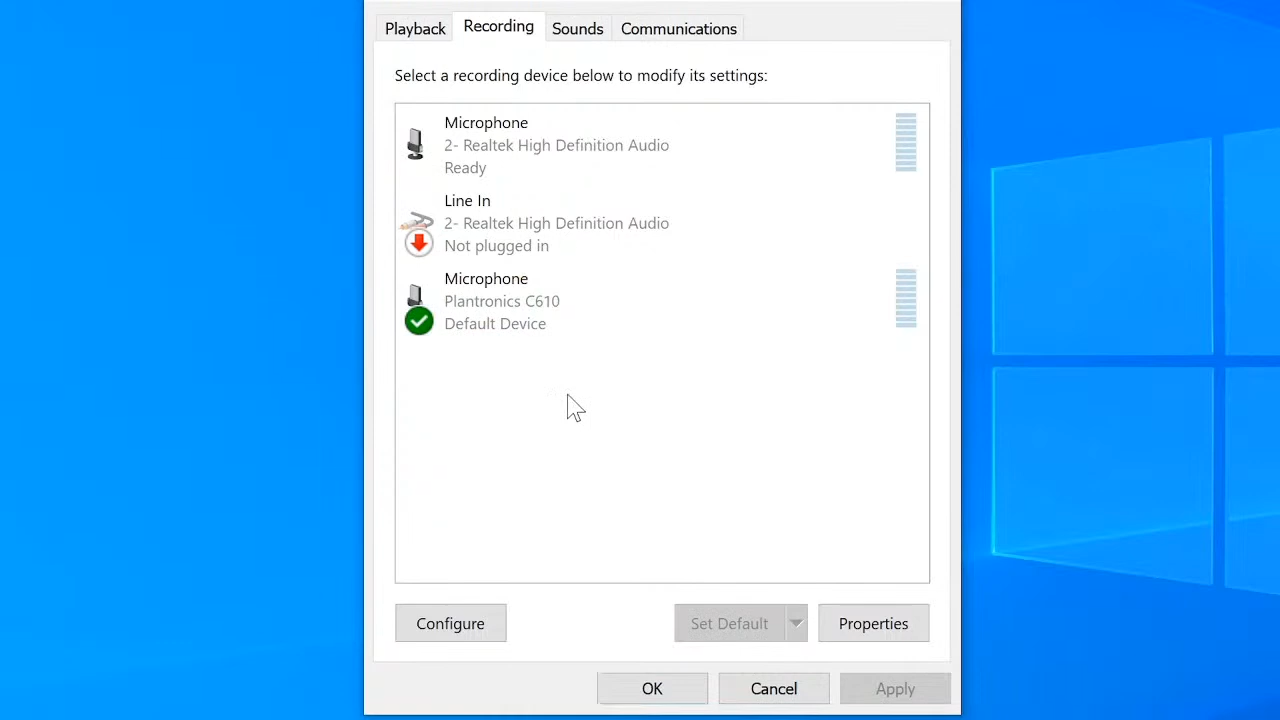 Playback Recording Sounds Communications
Select a recording device below to modify its settings:
Microphone
2- Realtek High Definition Audio
Ready
Line In
2- Realtek High Definition Audio
Not plugged in
Microphone
Plantronics C610
Default Device
Configure Set Default Properties
OK Cancel Apply